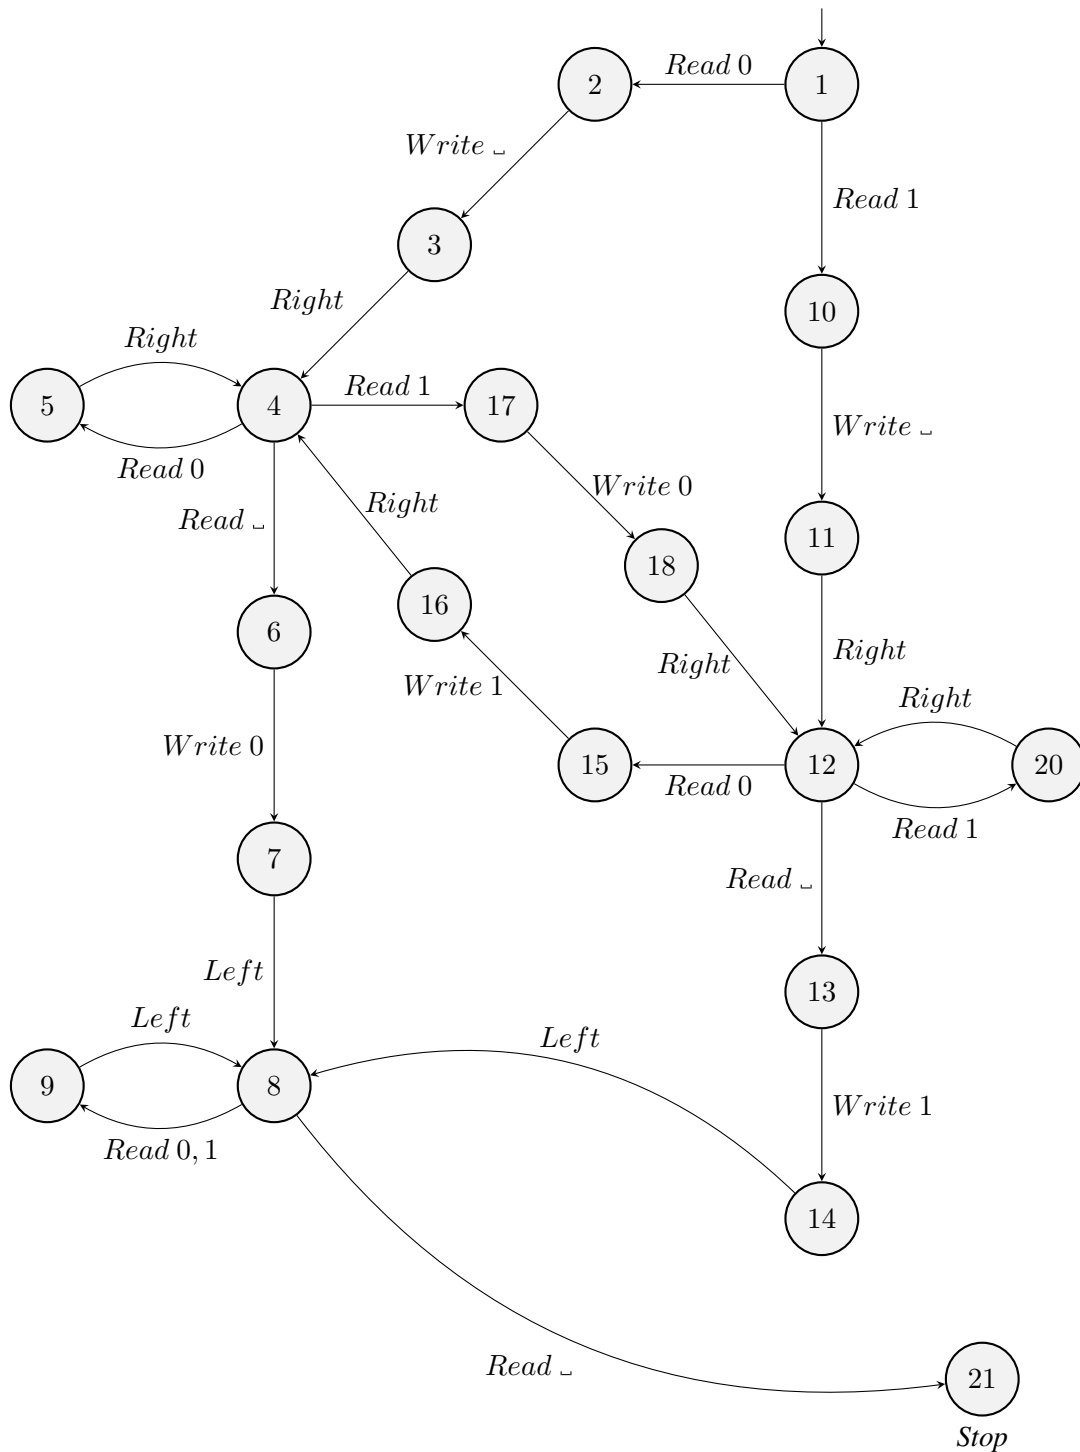 2
Read 0
1
Write ␣
Read 1
3
Right
10
Right
5
4
Read 1
17
Write ␣
Read 0
Write 0
Right
Read ␣
11
18
16
6
Right
Right
Write 1
Right
Write 0
15
Read 0
12
20
Read 1
7
Read ␣
Left
13
Left
Left
9
8
Write 1
Read 0, 1
14
Read ␣
21
Stop